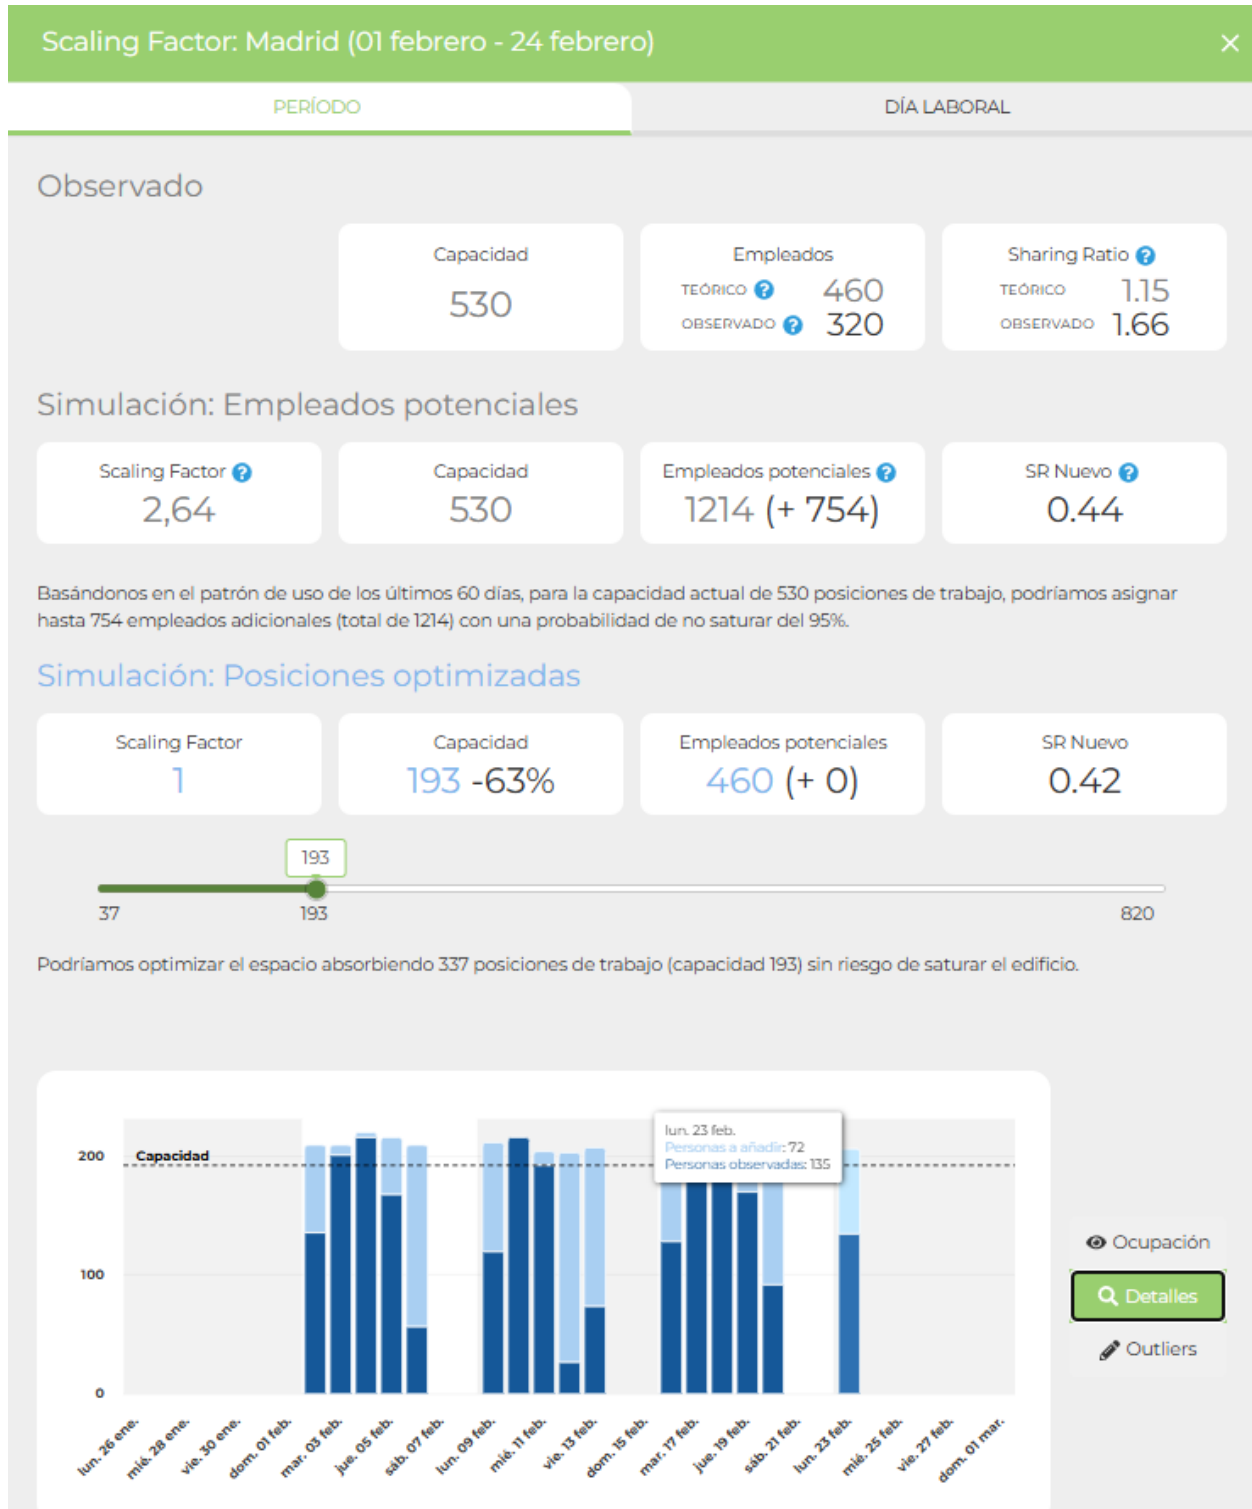 Scaling Factor: Madrid (01 febrero - 24 febrero)
PERÍODO
DÍA LABORAL
Observado
Capacidad
530
Empleados
TEÓRICO ? 460
OBSERVADO ? 320
Sharing Ratio ?
TEÓRICO 1.15
OBSERVADO 1.66
Simulación: Empleados potenciales
Scaling Factor ?
2,64
Capacidad
530
Empleados potenciales ?
1214 (+ 754)
SR Nuevo ?
0.44
Basándonos en el patrón de uso de los últimos 60 días, para la capacidad actual de 530 posiciones de trabajo, podríamos asignar
hasta 754 empleados adicionales (total de 1214) con una probabilidad de no saturar del 95%.
Simulación: Posiciones optimizadas
Scaling Factor
1
Capacidad
193 -63%
Empleados potenciales
460 (+ 0)
SR Nuevo
0.42
193
37
193
820
Podríamos optimizar el espacio absorbiendo 337 posiciones de trabajo (capacidad 193) sin riesgo de saturar el edificio.
200
Capacidad
100
0
lun. 23 feb.
Personas a añadir: 72
Personas observadas: 135
lun. 26 ene.
mié. 28 ene.
vie. 30 ene.
dom. 01 feb.
mar. 03 feb.
jue. 05 feb.
sáb. 07 feb.
lun. 09 feb.
mié. 11 feb.
vie. 13 feb.
dom. 15 feb.
mar. 17 feb.
jue. 19 feb.
sáb. 21 feb.
lun. 23 feb.
mié. 25 feb.
vie. 27 feb.
dom. 01 mar.
Ocupación
Detalles
Outliers